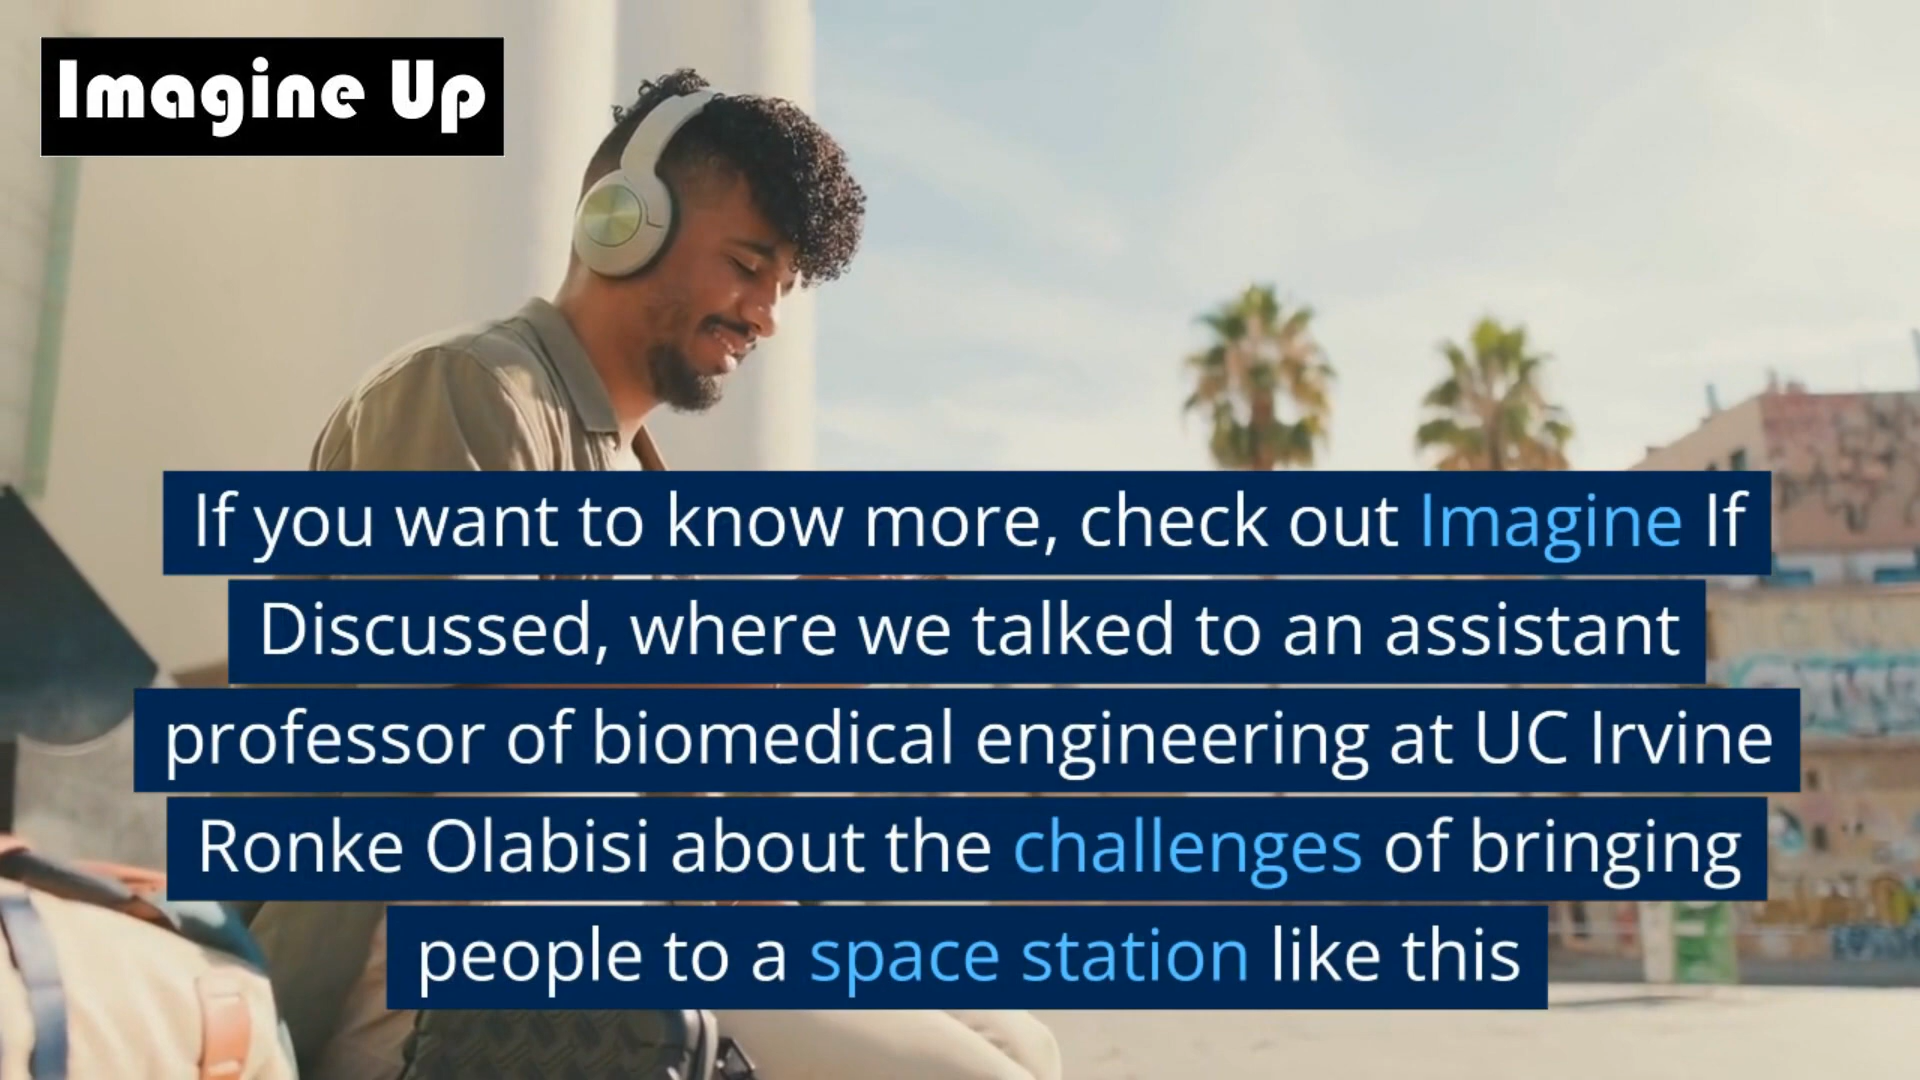 Imagine Up
If you want to know more, check out Imagine If
Discussed, where we talked to an assistant
professor of biomedical engineering at UC Irvine
Ronke Olabisi about the challenges of bringing
people to a space station like this